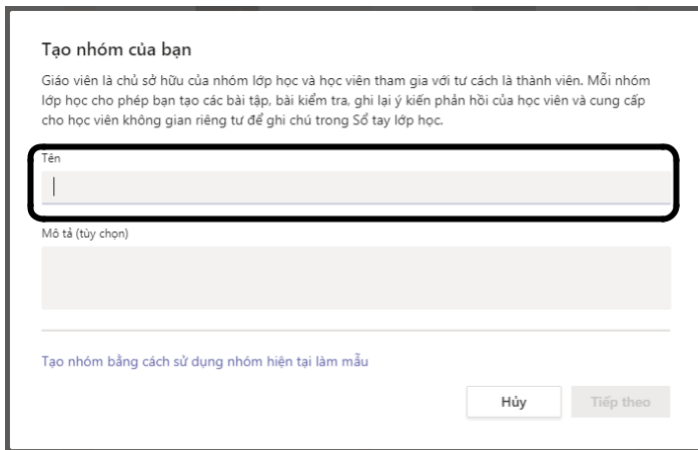 Tạo nhóm của bạn
Giáo viên là chủ sở hữu của nhóm lớp học và học viên tham gia với tư cách là thành viên. Mỗi nhóm
lớp học cho phép bạn tạo các bài tập, bài kiểm tra, ghi lại ý kiến phản hồi của học viên và cung cấp
cho học viên không gian riêng tư để ghi chú trong Sổ tay lớp học.
Tên
Mô tả (tùy chọn)
Tạo nhóm bằng cách sử dụng nhóm hiện tại làm mẫu
Hủy
Tiếp theo